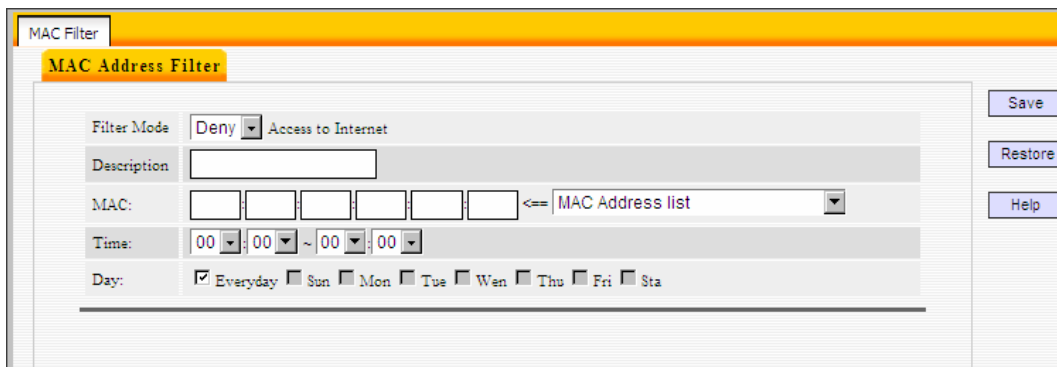 MAC Filter
MAC Address Filter
Filter Mode Deny Access to Internet
Description
MAC: : : : : : <== MAC Address list
Time: 00 : 00 ~ 00 : 00
Day: Everyday Sun Mon Tue Wen Thu Fri Sta
Save
Restore
Help